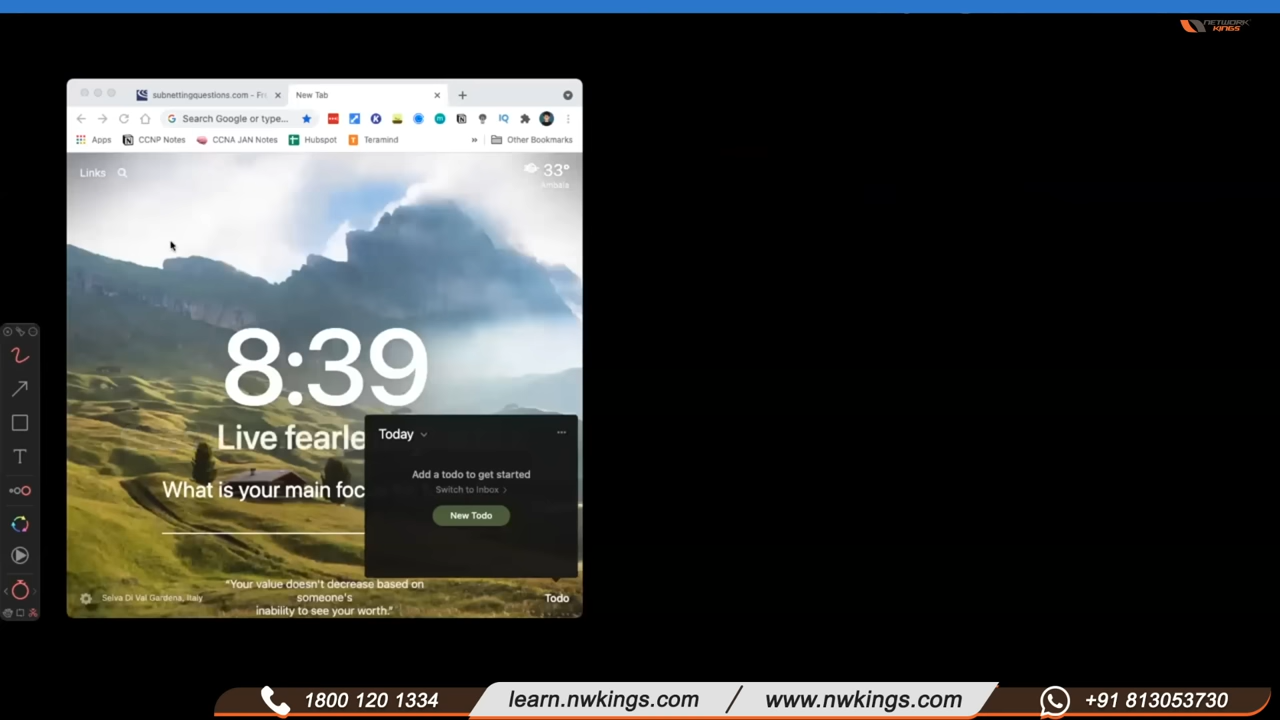 NETWORK
KINGS
subnettingquestions.com - Fr
New Tab
Search Google or type...
Apps
CCNP Notes
CCNA JAN Notes
Hubspot
Teramind
»
Other Bookmarks
Links
33°
Ambala
8:39
Live fearle
What is your main foc
Today
Add a todo to get started
Switch to Inbox >
New Todo
"Your value doesn't decrease based on
someone's
inability to see your worth."
Selva Di Val Gardena, Italy
Todo
T
1800 120 1334
learn.nwkings.com / www.nwkings.com
+91 813053730